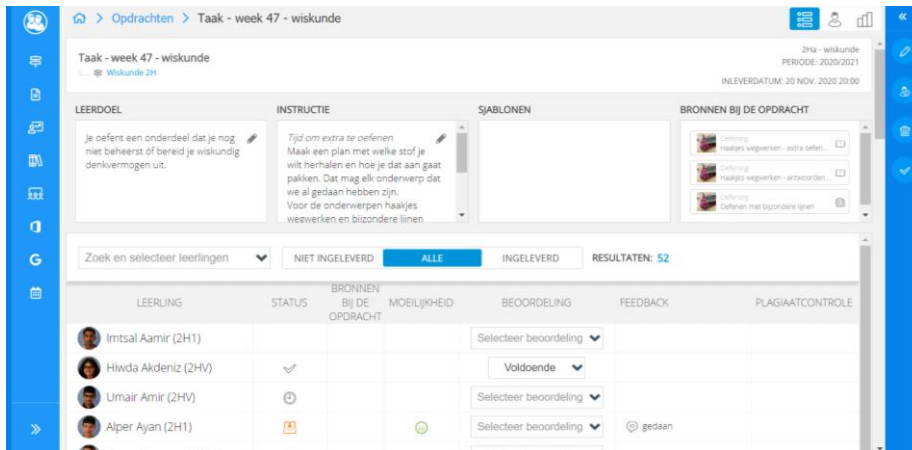 Opdrachten > Taak - week 47 - wiskunde
Taak - week 47 - wiskunde
Wiskunde 2H
2Ha - wiskunde
PERIODE: 2020/2021
INLEVERDATUM: 20 NOV. 2020 20:00
LEERDOEL
Je oefent een onderdeel dat je nog
niet beheerst of bereid je wiskundig
denkvermogen uit.
INSTRUCTIE
Tijd om extra te oefenen
Maak een plan met welke stof je
wilt herhalen en hoe je dat aan gaat
pakken. Dat mag elk onderwerp dat
we al gedaan hebben zijn.
Voor de onderwerpen haakjes
wegwerken en bijzondere lijnen
SJABLONEN
BRONNEN BIJ DE OPDRACHT
Oefening
Haakjes wegwerken - extra oefen...
Oefening
Haakjes wegwerken - antwoorden...
Oefening
Oefenen met bijzondere lijnen
Zoek en selecteer leerlingen
NIET INGELEVERD
ALLE
INGELEVERD
RESULTATEN: 52
LEERLING
STATUS
BRONNEN
BIJ DE
OPDRACHT
MOEILIJKHEID
BEOORDELING
FEEDBACK
PLAGIAATCONTROLE
Imtsal Aamir (2H1)
Selecteer beoordeling
Hiwda Akdeniz (2HV)
Voldoende
Umair Amir (2HV)
Selecteer beoordeling
Alper Ayan (2H1)
Selecteer beoordeling
gedaan